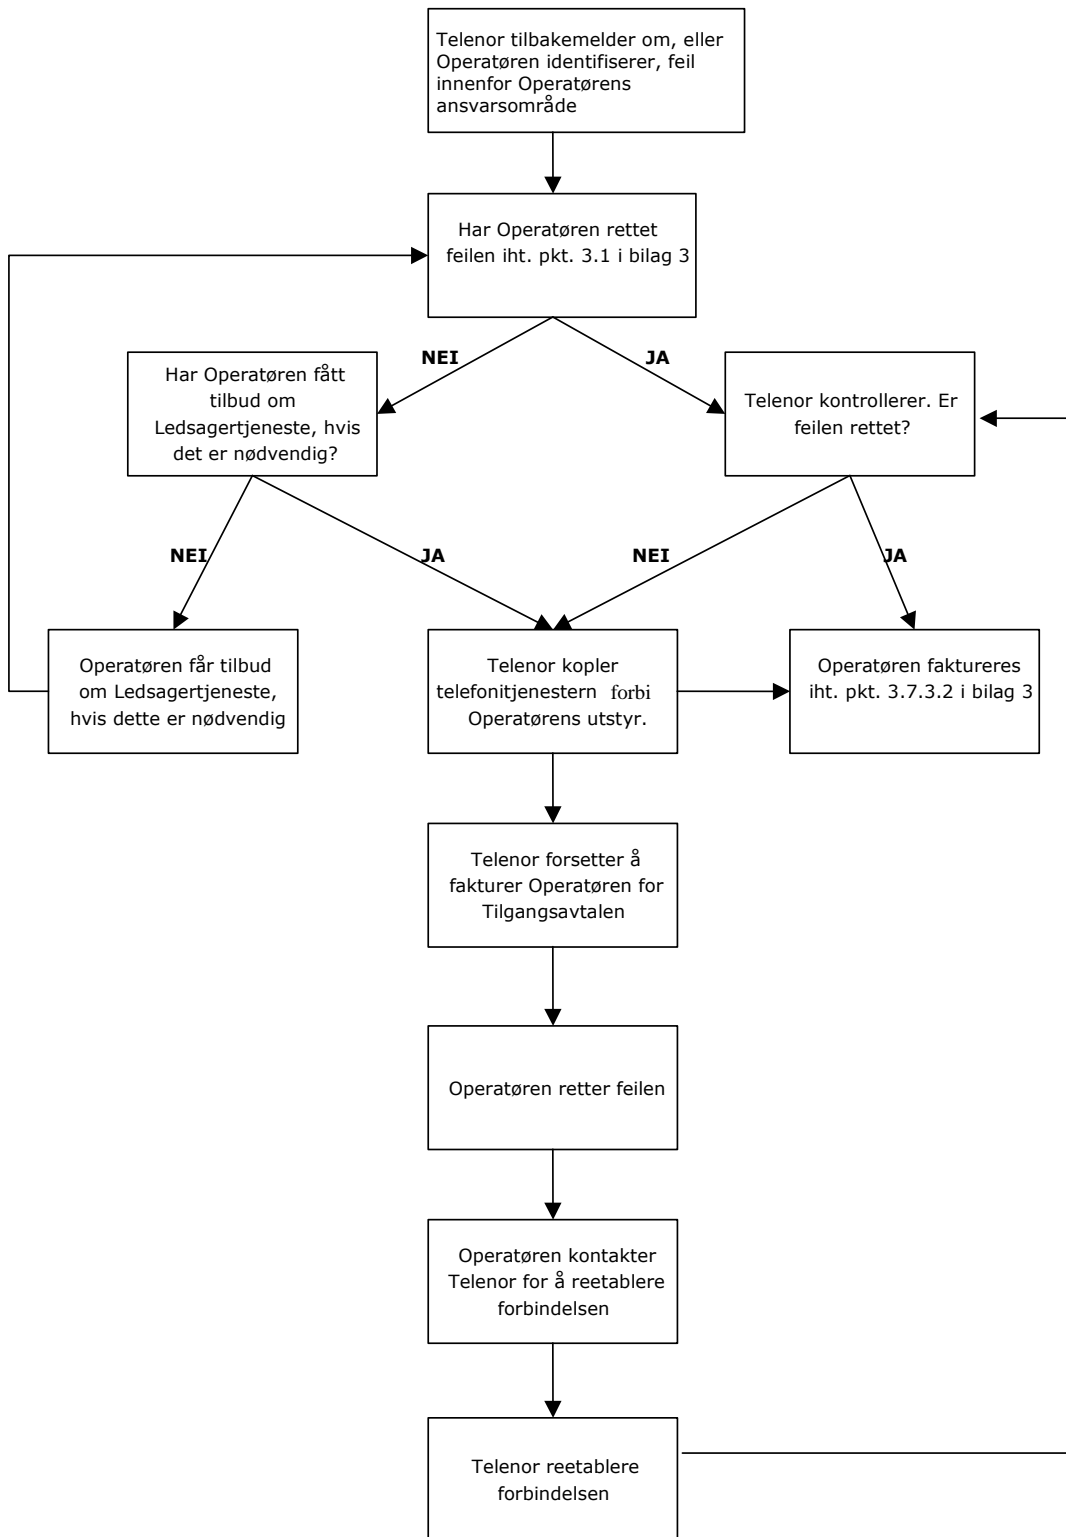 Telenor tilbakemelder om, eller
Operatøren identifiserer, feil
innenfor Operatørens
ansvarsområde
Har Operatøren rettet
feilen iht. pkt. 3.1 i bilag 3
NEI
JA
Har Operatøren fått
tilbud om
Ledsagertjeneste, hvis
det er nødvendig?
Telenor kontrollerer. Er
feilen rettet?
NEI
JA
NEI
JA
Operatøren får tilbud
om Ledsagertjeneste,
hvis dette er nødvendig
Telenor kopler
telefonitjenestern forbi
Operatørens utstyr.
Operatøren faktureres
iht. pkt. 3.7.3.2 i bilag 3
Telenor forsetter å
fakturer Operatøren for
Tilgangsavtalen
Operatøren retter feilen
Operatøren kontakter
Telenor for å reetablere
forbindelsen
Telenor reetablere
forbindelsen